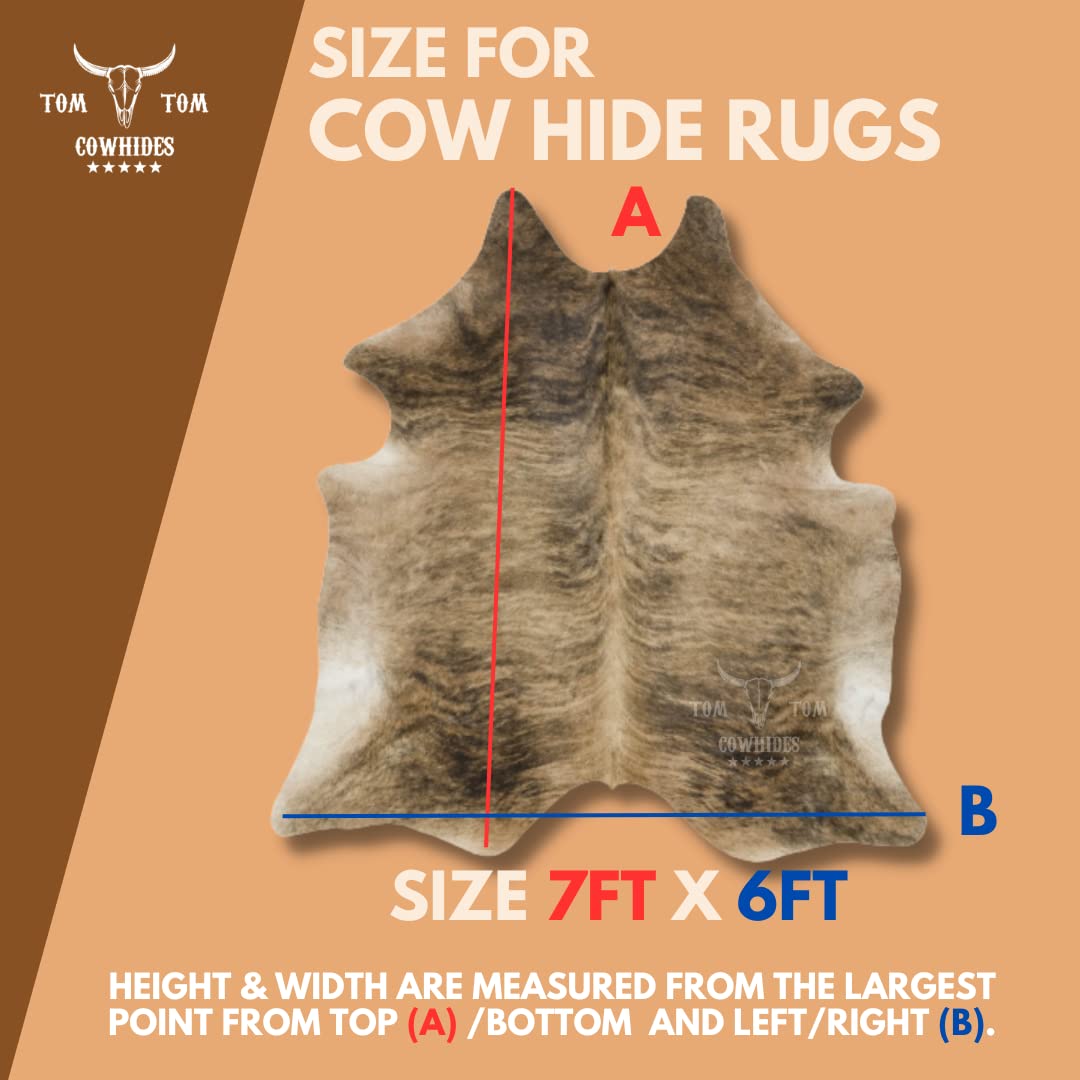 TOM TOM
COWHIDES
SIZE FOR
COW HIDE RUGS
A
TOM TOM
COWHIDES
B
SIZE 7FT X 6FT
HEIGHT & WIDTH ARE MEASURED FROM THE LARGEST
POINT FROM TOP (A) /BOTTOM AND LEFT/RIGHT (B).